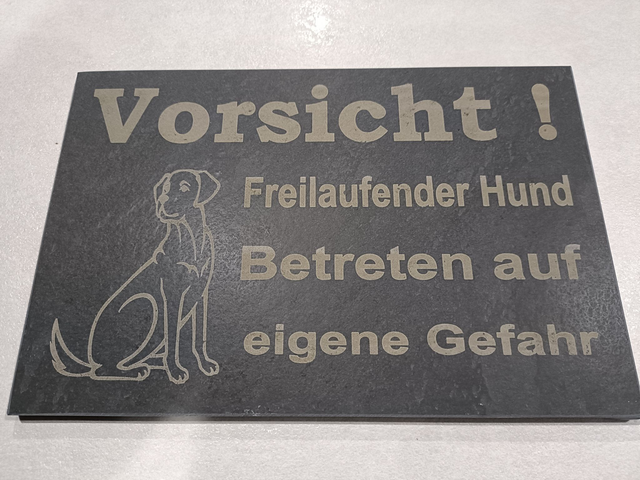 Vorsicht !
Freilaufender Hund
Betreten auf
eigene Gefahr